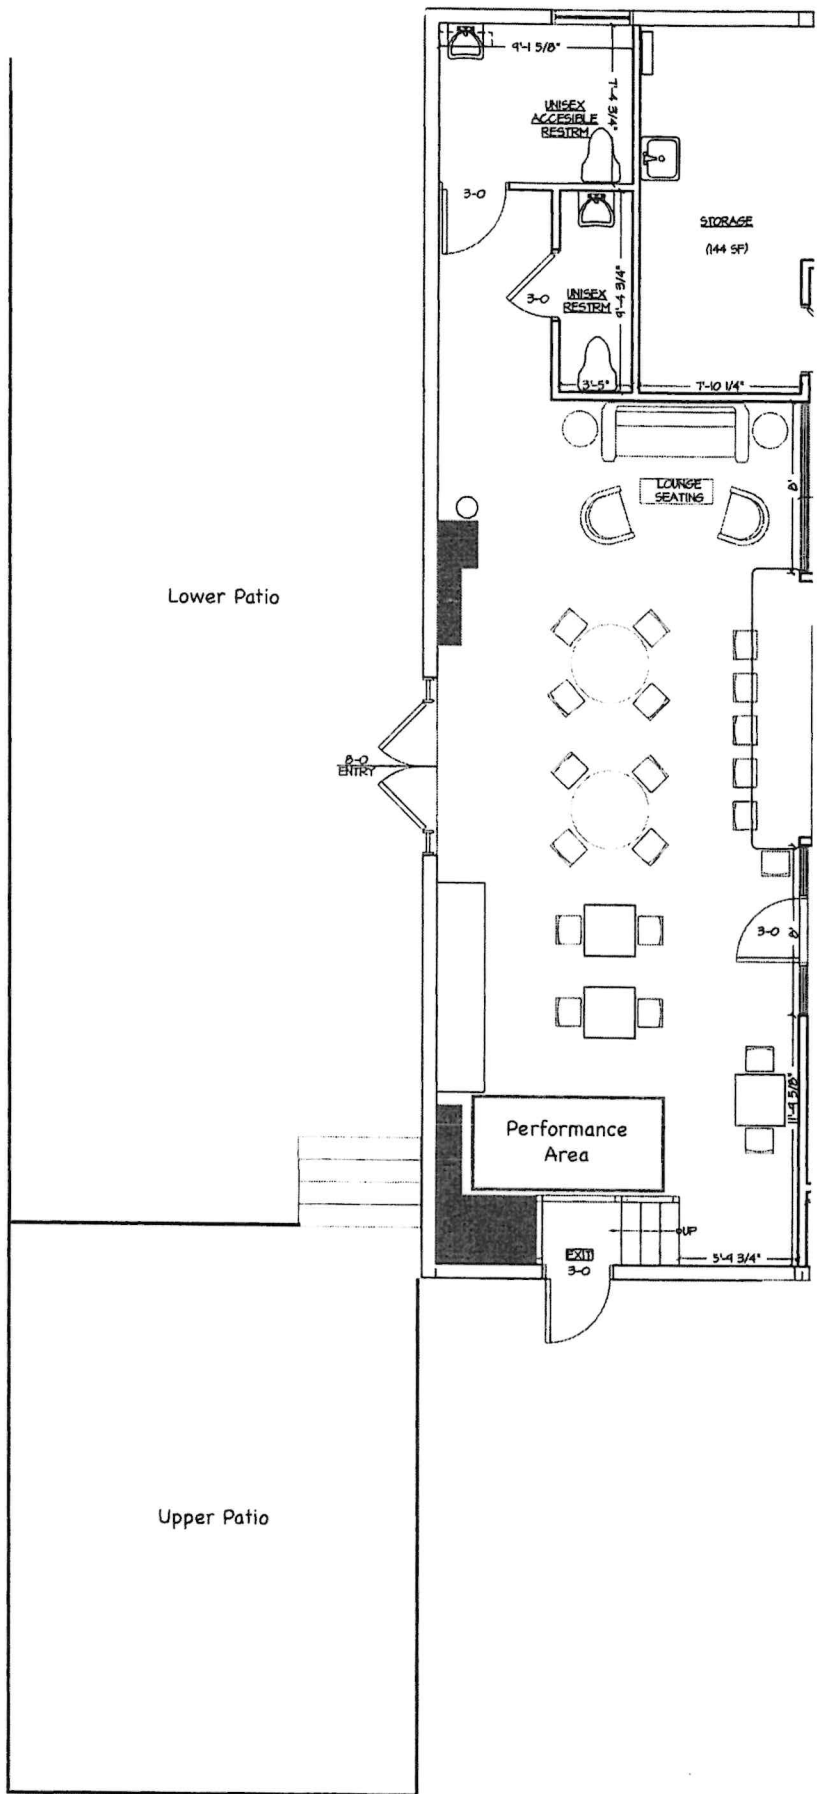 9'-1 5/8"
7'-4 3/4"
UNISEX
ACCESIBLE
RESTRM
3-0
STORAGE
(144 SF)
3-0
UNISEX
RESTRM
9'-4 3/4"
3'-5"
7'-10 1/4"
LOUNGE
SEATING
8'
Lower Patio
8-0
ENTRY
3-0
8'
11'-9 5/8"
Performance
Area
UP
EXIT
3-0
5'-9 3/4"
Upper Patio